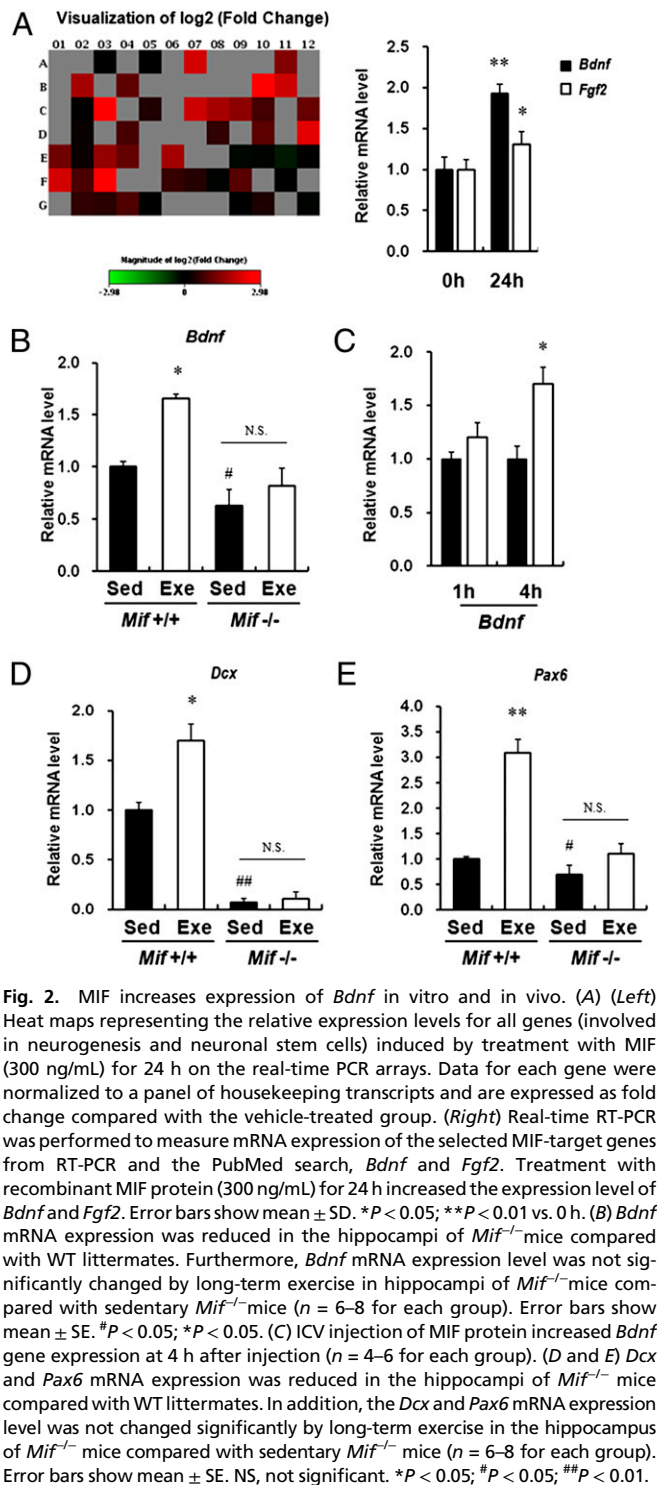 A
Visualization of log2 (Fold Change)
01 02 03 04 05 06 07 08 09 10 11 12
A
B
C
D
E
F
G
Magnitude of log2(Fold Change)
-2.98 0 2.98
Relative mRNA level
2.5
2.0
1.5
1.0
0.5
0.0
**
*
0h 24h
Bdnf
Fgf2
B
Bdnf
Relative mRNA level
2.0
1.5
1.0
0.5
0.0
*
N.S.
#
Sed Exe Sed Exe
Mif +/+ Mif -/-
C
Relative mRNA level
2.0
1.5
1.0
0.5
0.0
*
1h 4h
Bdnf
D
Dcx
Relative mRNA level
2.0
1.5
1.0
0.5
0.0
*
N.S.
##
Sed Exe Sed Exe
Mif +/+ Mif -/-
E
Pax6
Relative mRNA level
4.0
3.5
3.0
2.5
2.0
1.5
1.0
0.5
0.0
**
N.S.
#
Sed Exe Sed Exe
Mif +/+ Mif -/-
Fig. 2. MIF increases expression of Bdnf in vitro and in vivo. (A) (Left)
Heat maps representing the relative expression levels for all genes (involved
in neurogenesis and neuronal stem cells) induced by treatment with MIF
(300 ng/mL) for 24 h on the real-time PCR arrays. Data for each gene were
normalized to a panel of housekeeping transcripts and are expressed as fold
change compared with the vehicle-treated group. (Right) Real-time RT-PCR
was performed to measure mRNA expression of the selected MIF-target genes
from RT-PCR and the PubMed search, Bdnf and Fgf2. Treatment with
recombinant MIF protein (300 ng/mL) for 24 h increased the expression level of
Bdnf and Fgf2. Error bars show mean ± SD. *P < 0.05; **P < 0.01 vs. 0 h. (B) Bdnf
mRNA expression was reduced in the hippocampi of Mif−/− mice compared
with WT littermates. Furthermore, Bdnf mRNA expression level was not sig-
nificantly changed by long-term exercise in hippocampi of Mif−/− mice com-
pared with sedentary Mif−/− mice (n = 6–8 for each group). Error bars show
mean ± SE. #P < 0.05; *P < 0.05. (C) ICV injection of MIF protein increased Bdnf
gene expression at 4 h after injection (n = 4–6 for each group). (D and E) Dcx
and Pax6 mRNA expression was reduced in the hippocampi of Mif−/− mice
compared with WT littermates. In addition, the Dcx and Pax6 mRNA expression
level was not changed significantly by long-term exercise in the hippocampus
of Mif−/− mice compared with sedentary Mif−/− mice (n = 6–8 for each group).
Error bars show mean ± SE. NS, not significant. *P < 0.05; #P < 0.05; ##P < 0.01.